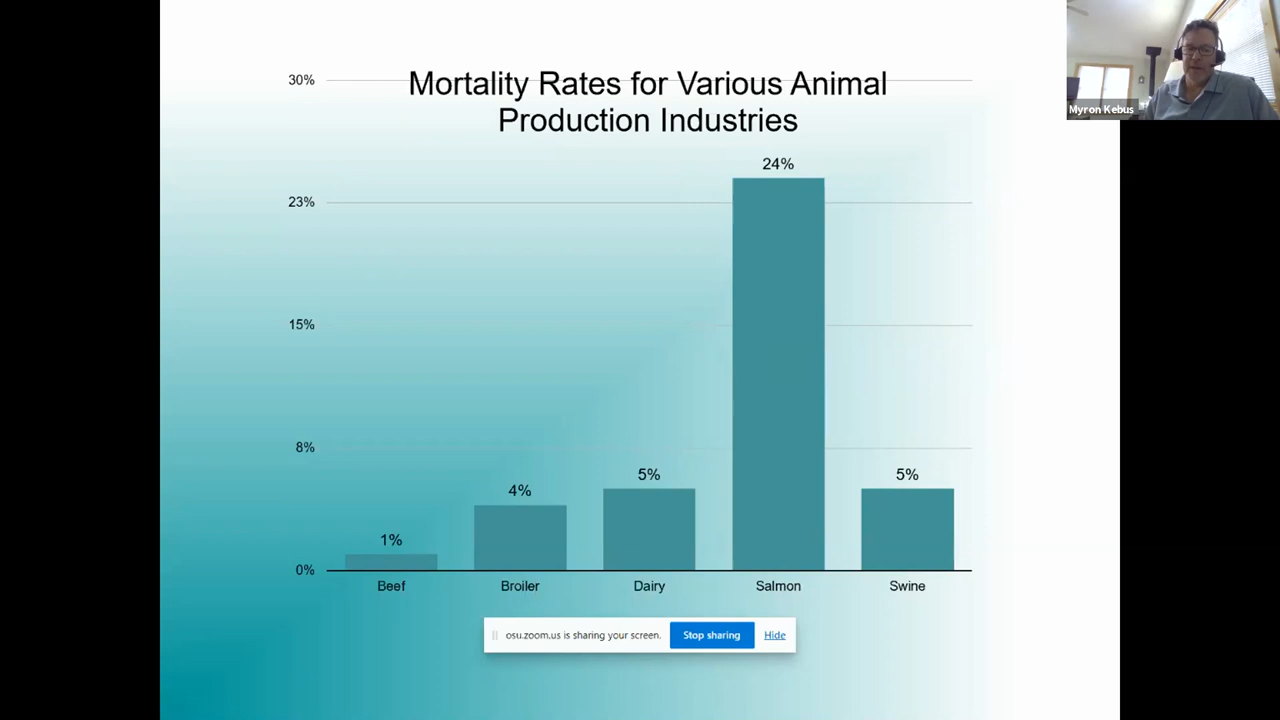 Mortality Rates for Various Animal
Production Industries
30%
23%
15%
8%
0%
1%
4%
5%
24%
5%
Beef
Broiler
Dairy
Salmon
Swine
osu.zoom.us is sharing your screen.
Stop sharing
Hide
Myron Kebus